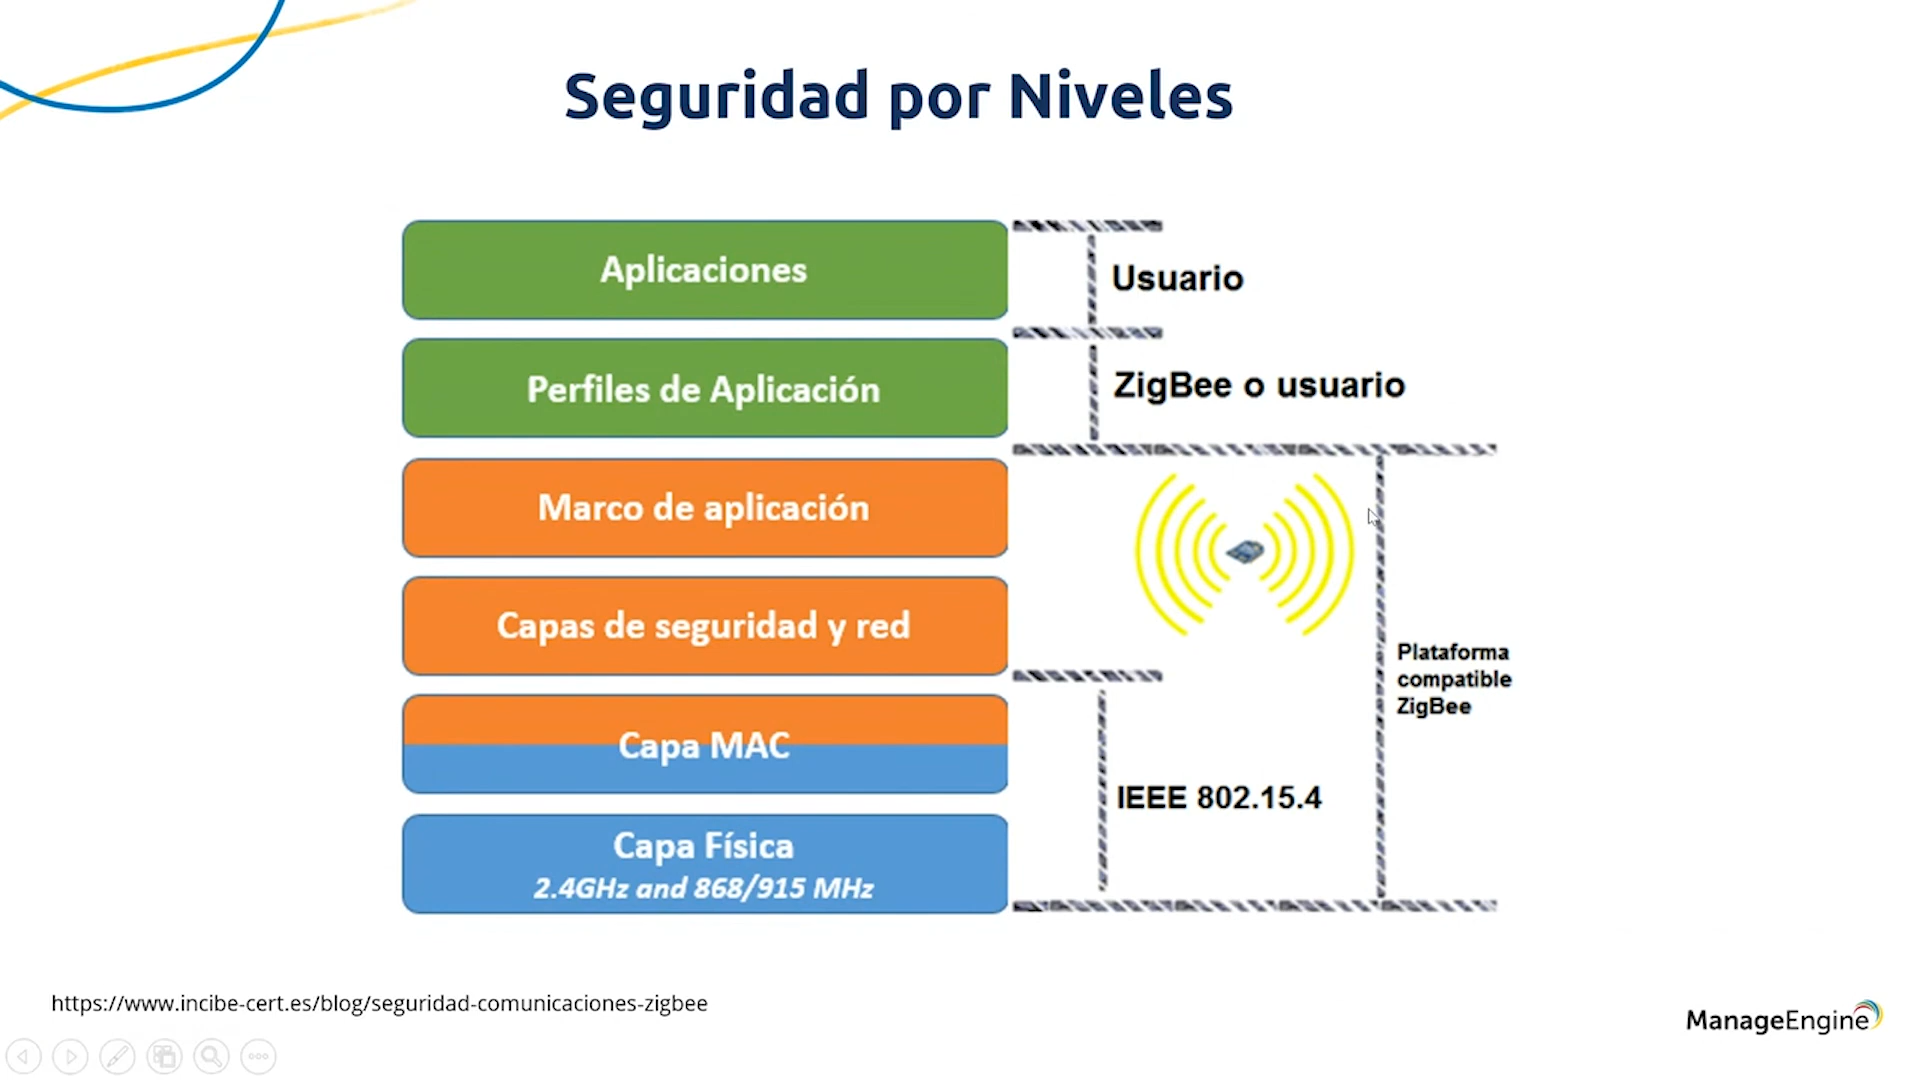 Seguridad por Niveles
Aplicaciones
Usuario
Perfiles de Aplicación
ZigBee o usuario
Marco de aplicación
Capas de seguridad y red
Plataforma
compatible
ZigBee
Capa MAC
IEEE 802.15.4
Capa Física
2.4GHz and 868/915 MHz
https://www.incibe-cert.es/blog/seguridad-comunicaciones-zigbee
ManageEngine